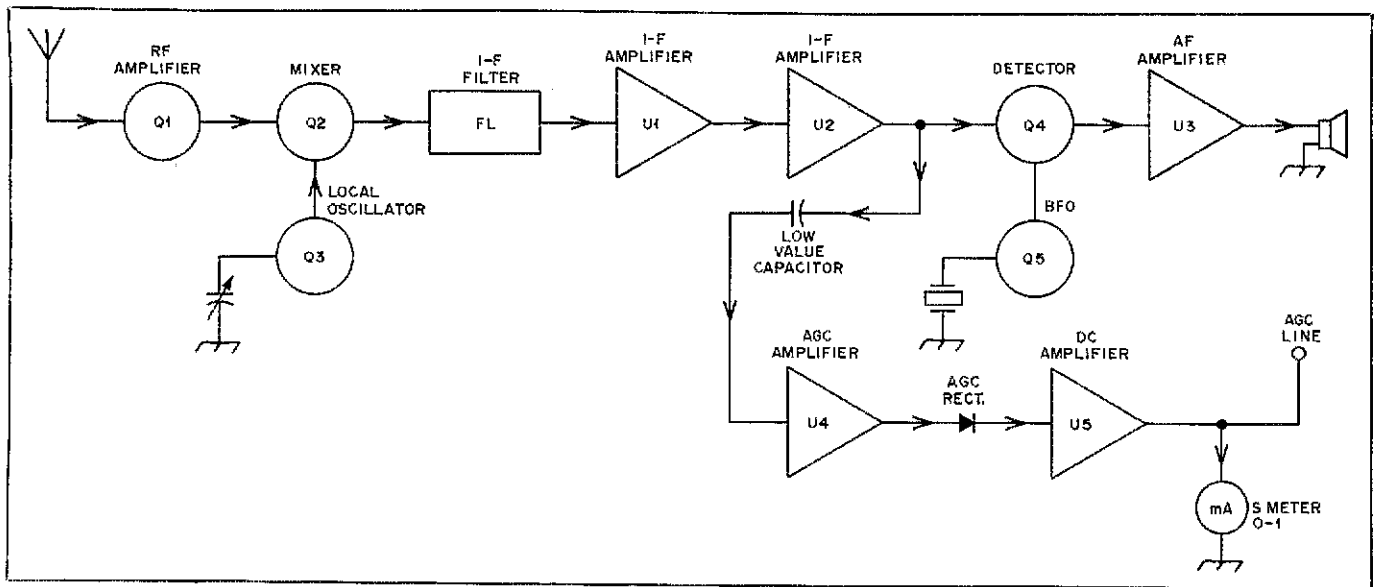 RF
AMPLIFIER
Q1
MIXER
Q2
I-F
FILTER
FL
I-F
AMPLIFIER
U1
I-F
AMPLIFIER
U2
DETECTOR
Q4
AF
AMPLIFIER
U3
LOCAL
OSCILLATOR
Q3
LOW
VALUE
CAPACITOR
BFO
Q5
AGC
AMPLIFIER
U4
AGC
RECT.
DC
AMPLIFIER
U5
AGC
LINE
mA
S METER
0-1